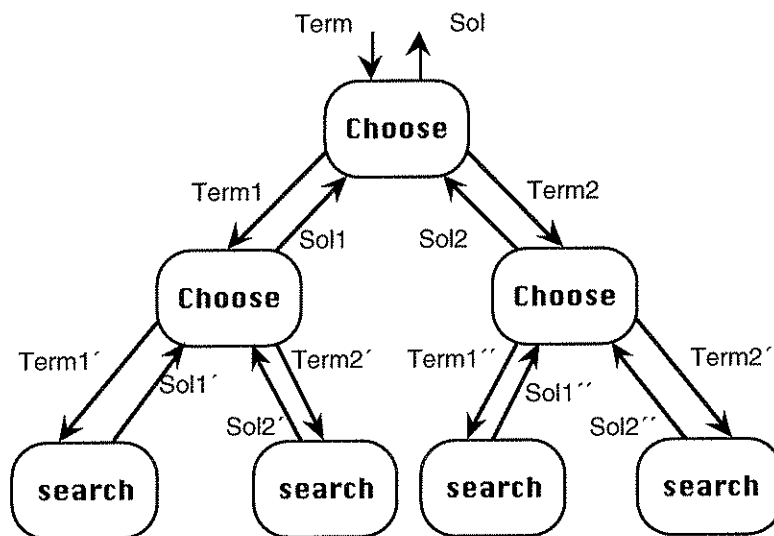 Term
Sol
Choose
Term1
Sol1
Sol2
Term2
Choose
Choose
Term1´
Sol1´
Sol2´
Term2´
Term1´´
Sol1´´
Sol2´´
Term2´´
search
search
search
search